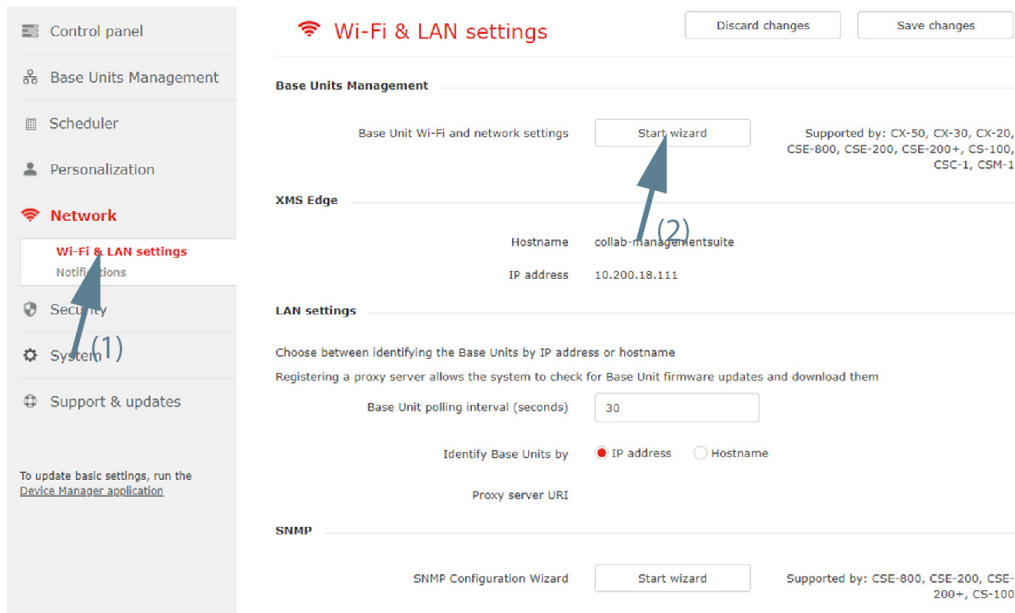 Control panel
Base Units Management
Scheduler
Personalization
Network
Wi-Fi & LAN settings
Notifications
Security
System
(1)
Support & updates
To update basic settings, run the
Device Manager application
Wi-Fi & LAN settings
Discard changes
Save changes
Base Units Management
Base Unit Wi-Fi and network settings
Start wizard
Supported by: CX-50, CX-30, CX-20,
CSE-800, CSE-200, CSE-200+, CS-100,
CSC-1, CSM-1
(2)
XMS Edge
Hostname collab-managementsuite
IP address 10.200.18.111
LAN settings
Choose between identifying the Base Units by IP address or hostname
Registering a proxy server allows the system to check for Base Unit firmware updates and download them
Base Unit polling interval (seconds) 30
Identify Base Units by IP address Hostname
Proxy server URI
SNMP
SNMP Configuration Wizard
Start wizard
Supported by: CSE-800, CSE-200, CSE-
200+, CS-100